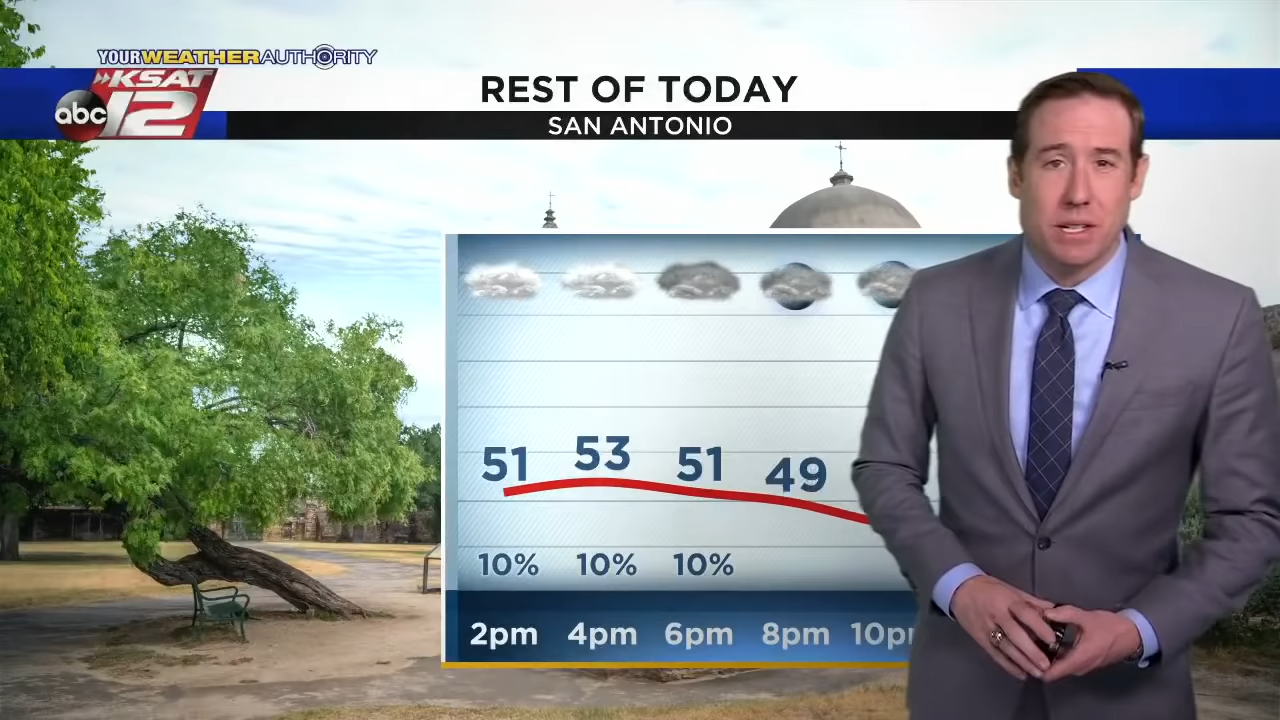 YOURWEATHERAUTHORITY
KSAT
abc 12
REST OF TODAY
SAN ANTONIO
51 53 51 49
10% 10% 10%
2pm 4pm 6pm 8pm 10p